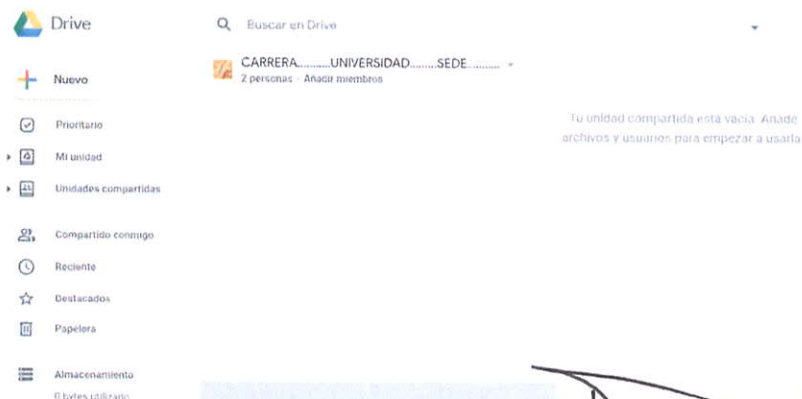 Drive
Buscar en Drive
CARRERA...........UNIVERSIDAD.........SEDE...........
2 personas - Añadir miembros
Nuevo
Tu unidad compartida está vacía. Añade
archivos y usuarios para empezar a usarla
Prioritario
Mi unidad
Unidades compartidas
Compartido conmigo
Reciente
Destacados
Papelera
Almacenamiento
0 bytes utilizado